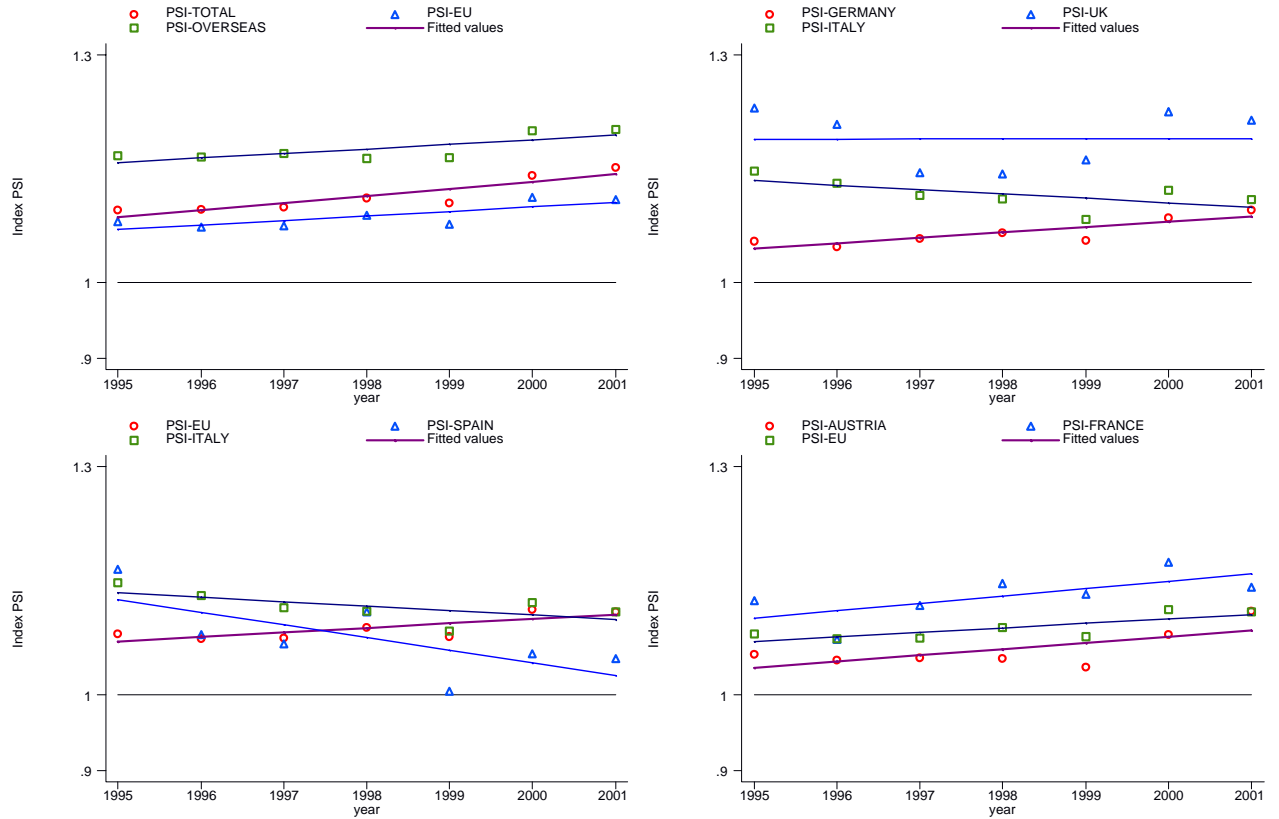 PSI-TOTAL PSI-EU
PSI-OVERSEAS Fitted values
Index PSI
1.3
1
.9
1995 1996 1997 1998 1999 2000 2001
year
PSI-GERMANY PSI-UK
PSI-ITALY Fitted values
Index PSI
1.3
1
.9
1995 1996 1997 1998 1999 2000 2001
year
PSI-EU PSI-SPAIN
PSI-ITALY Fitted values
Index PSI
1.3
1
.9
1995 1996 1997 1998 1999 2000 2001
year
PSI-AUSTRIA PSI-FRANCE
PSI-EU Fitted values
Index PSI
1.3
1
.9
1995 1996 1997 1998 1999 2000 2001
year